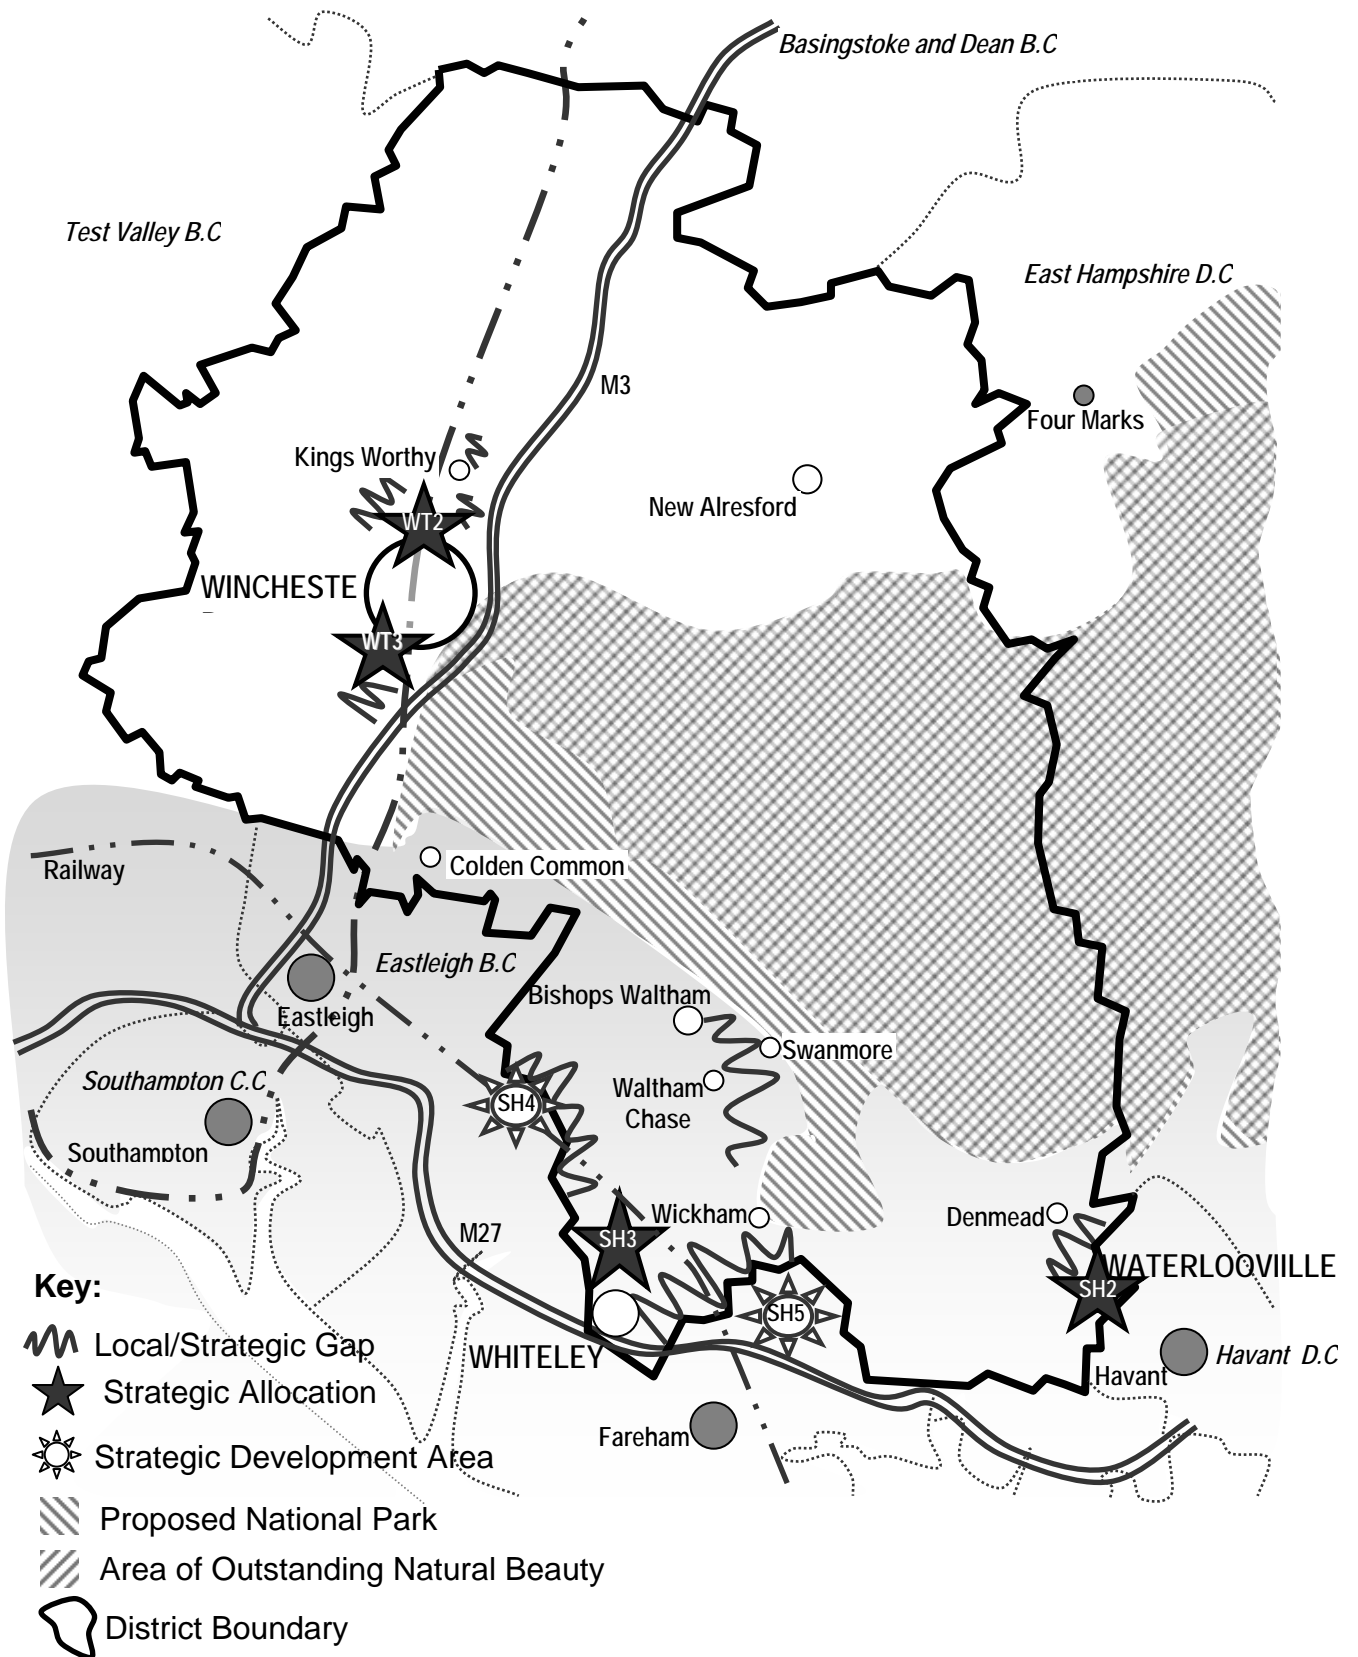 Basingstoke and Dean B.C
Test Valley B.C
East Hampshire D.C
M3
Four Marks
Kings Worthy
New Alresford
WT2
WINCHESTE
WT3
Colden Common
Railway
Eastleigh B.C
Bishops Waltham
Eastleigh
Swanmore
Southampton C.C
Waltham
Chase
SH4
Southampton
Wickham
Denmead
M27
SH3
WATERLOOVIILLE
Key:
SH2
SH5
Local/Strategic Gap
WHITELEY
Havant D.C
Havant
Strategic Allocation
Fareham
Strategic Development Area
Proposed National Park
Area of Outstanding Natural Beauty
District Boundary